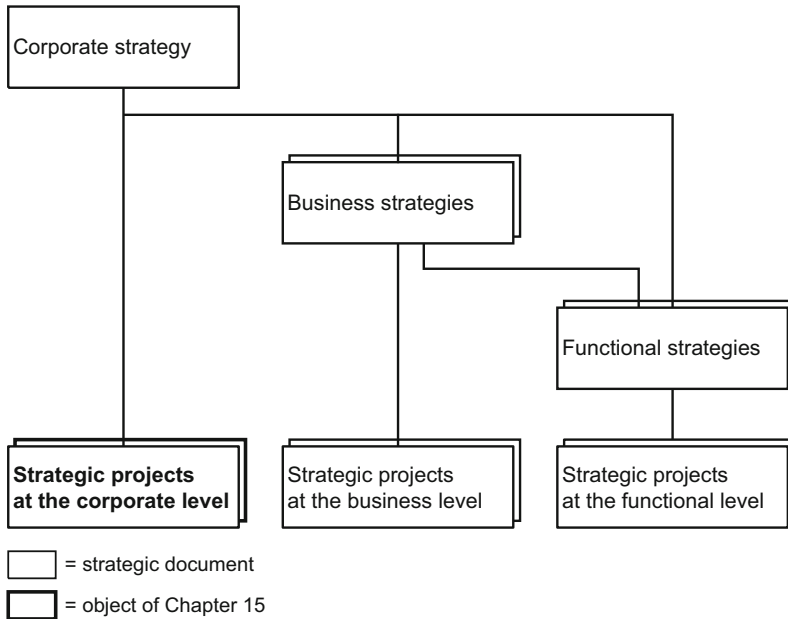 Corporate strategy
Business strategies
Functional strategies
Strategic projects
at the corporate level
Strategic projects
at the business level
Strategic projects
at the functional level
= strategic document
= object of Chapter 15